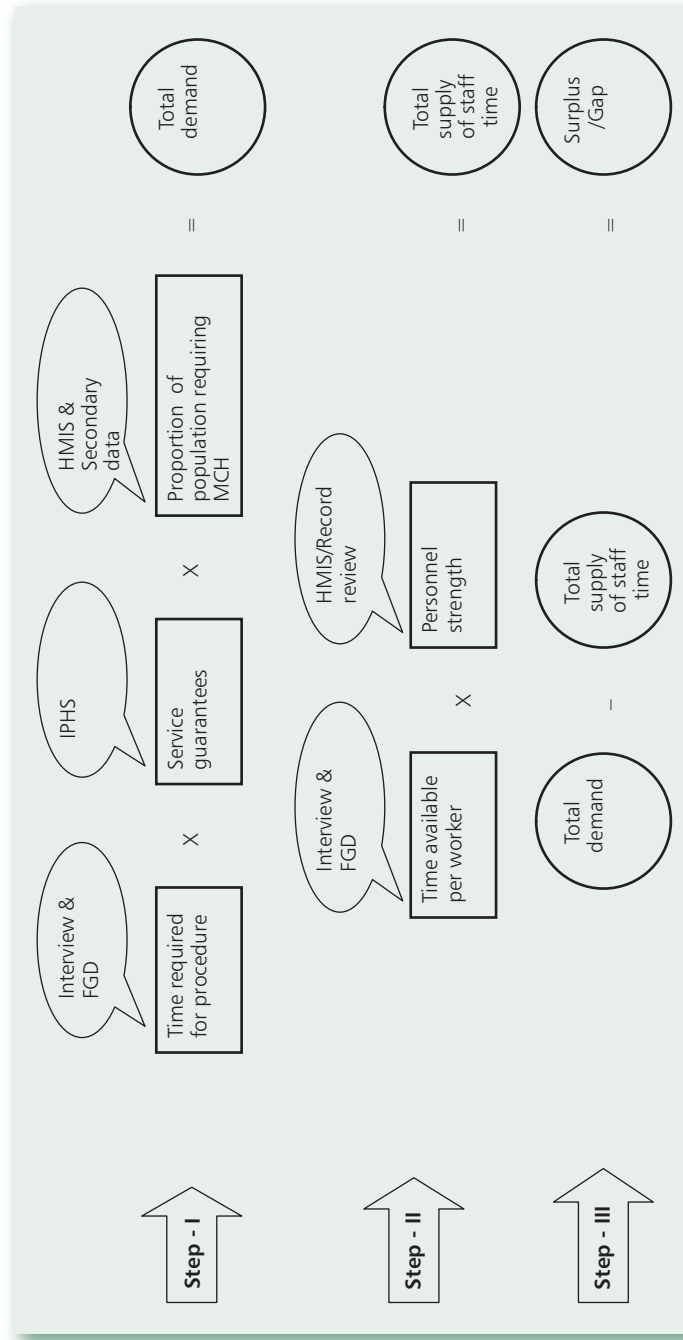 Step - I
Interview &
FGD
Time required
for procedure
X
IPHS
Service
guarantees
X
HMIS &
Secondary
data
Proportion of
population requiring
MCH
=
Total
demand
Step - II
Interview &
FGD
Time available
per worker
X
HMIS/Record
review
Personnel
strength
=
Total
supply
of staff
time
Step - III
Total
demand
–
Total
supply
of staff
time
=
Surplus
/Gap